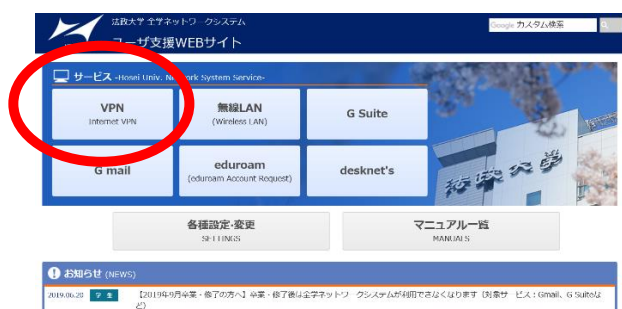 法政大学 全学ネットワークシステム
ユーザ支援WEBサイト
Google カスタム検索
サービス -Hosei Univ. Network System Service-
VPN
Internet VPN
無線LAN
(Wireless LAN)
G Suite
G mail
eduroam
(eduroam Account Request)
desknet's
法政大学
各種設定・変更
SETTINGS
マニュアル一覧
MANUALS
お知らせ (NEWS)
2019.06.20 学生 【2019年9月卒業・修了の方へ】卒業・修了後は全学ネットワークシステムが利用できなくなります（対象サービス：Gmail、G Suiteな
ど）